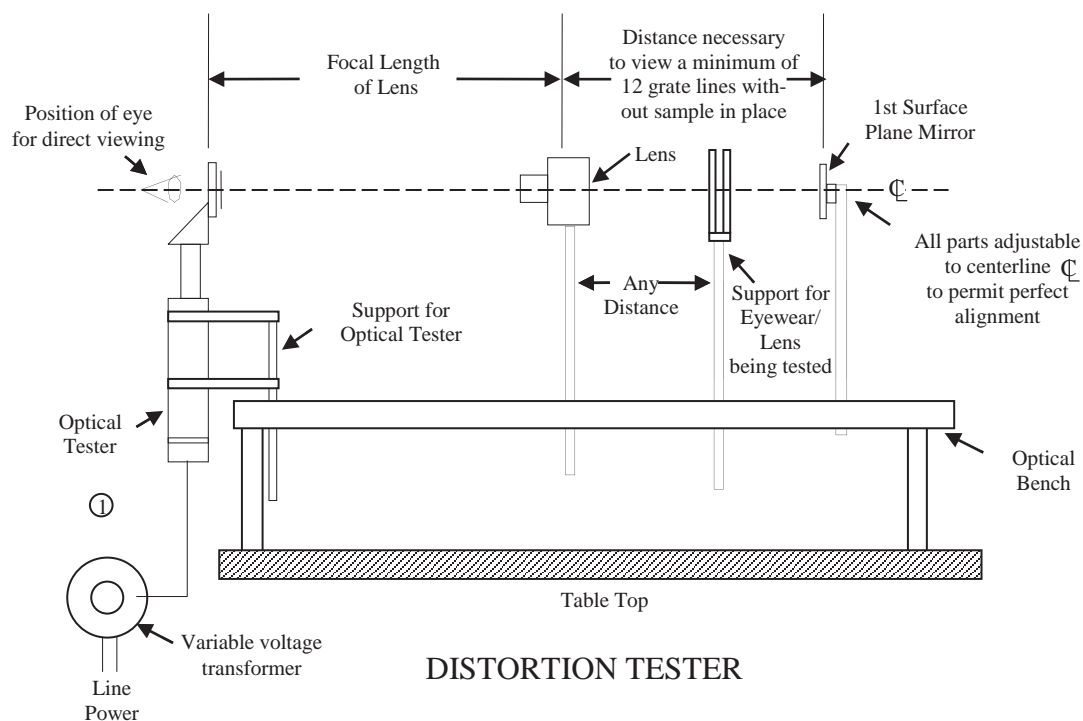 Focal Length
of Lens
Distance necessary
to view a minimum of
12 grate lines with-
out sample in place
Position of eye
for direct viewing
Lens
1st Surface
Plane Mirror
℄
All parts adjustable
to centerline ℄
to permit perfect
alignment
Any
Distance
Support for
Eyewear/
Lens
being tested
Support for
Optical Tester
Optical
Tester
Optical
Bench
①
Table Top
Variable voltage
transformer
Line
Power
DISTORTION TESTER